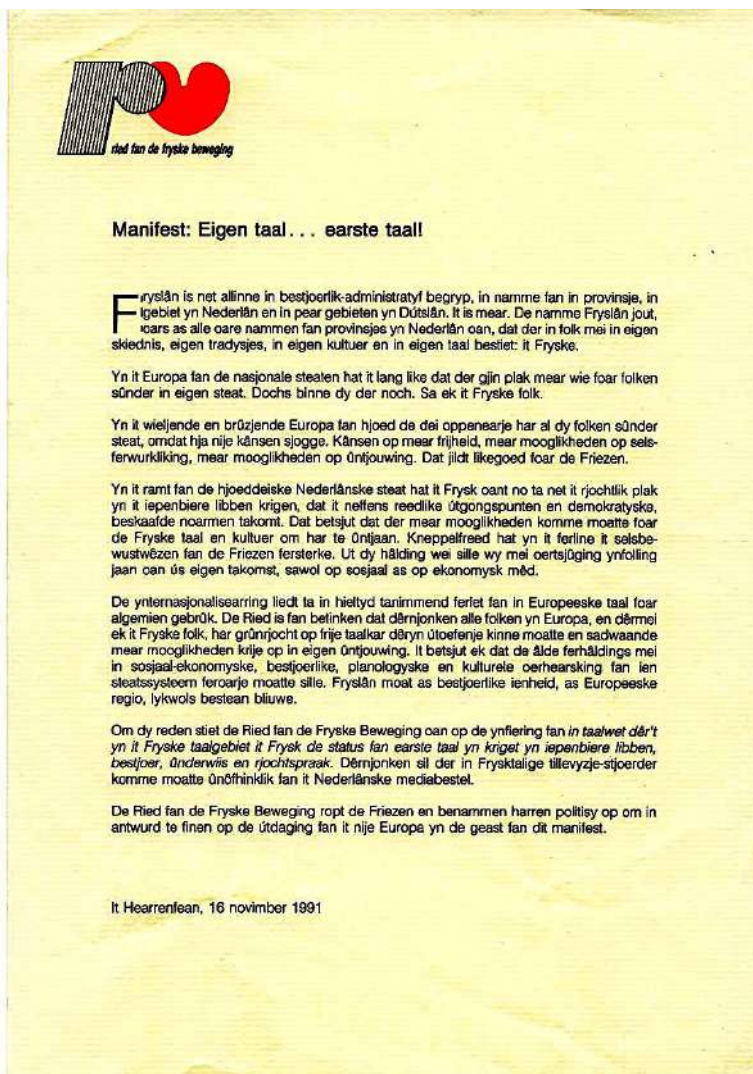 ried fan de fryske beweging
Manifest: Eigen taal... earste taal!
Fryslân is net allinne in bestjoerlik-administratyf begryp, in namme fan in provinsje, in
gebiet yn Nederlân en in pear gebieten yn Dútslân. It is mear. De namme Fryslân jout,
oars as alle oare nammen fan provinsjes yn Nederlân oan, dat der in folk mei in eigen
skiednis, eigen tradysjes, in eigen kultuer en in eigen taal bestiet: it Fryske.
Yn it Europa fan de nasjonale steaten hat it lang like dat der gjin plak mear wie foar folken
sûnder in eigen steat. Dochs binne dy der noch. Sa ek it Fryske folk.
Yn it wieljende en brûzjende Europa fan hjoed de dei oppenearje har al dy folken sûnder
steat, omdat hja nije kânsen sjogge. Kânsen op mear frijheid, mear mooglikheden op sels-
ferwurkliking, mear mooglikheden op ûntjouwing. Dat jildt likegoed foar de Friezen.
Yn it ramt fan de hjoeddeiske Nederlânske steat hat it Frysk oant no ta net it rjochtlik plak
yn it iepenbiere libben krigen, dat it neffens reedlike útgongspunten en demokratyske,
beskaafde noarmen takomt. Dat betsjut dat der mear mooglikheden komme moatte foar
de Fryske taal en kultuer om har te ûntjaan. Kneppelfreed hat yn it ferline it selsbe-
wustwêzen fan de Friezen fersterke. Ut dy hâlding wei sille wy mei oertsjûging ynfolling
jaan oan ús eigen takomst, sawol op sosjaal as op ekonomysk mêd.
De ynternasjonalisearring liedt ta in hieltyd tanimmend ferlet fan in Europeeske taal foar
algemien gebrûk. De Ried is fan betinken dat dêrnjonken alle folken yn Europa, en dêrmei
ek it Fryske folk, har grûnrjocht op frije taalkar dêryn útoefenje kinne moatte en sadwaande
mear mooglikheden krije op in eigen ûntjouwing. It betsjut ek dat de âlde ferhâldings mei
in sosjaal-ekonomyske, bestjoerlike, planologyske en kulturele oerhearsking fan ien
steatssysteem feroarje moatte sille. Fryslân moat as bestjoerlike ienheid, as Europeeske
regio, lykwols bestean bliuwe.
Om dy reden stiet de Ried fan de Fryske Beweging oan op de ynfiering fan in taalwet dêr't
yn it Fryske taalgebiet it Frysk de status fan earste taal yn kriget yn iepenbiere libben,
bestjoer, ûnderwiis en rjochtspraak. Dêrnjonken sil der in Frysktalige tillevyzje-stjoerder
komme moatte ûnôfhinklik fan it Nederlânske mediabestel.
De Ried fan de Fryske Beweging ropt de Friezen en benammen harren politisy op om in
antwurd te finen op de útdaging fan it nije Europa yn de geast fan dit manifest.
It Hearrenfean, 16 novimber 1991